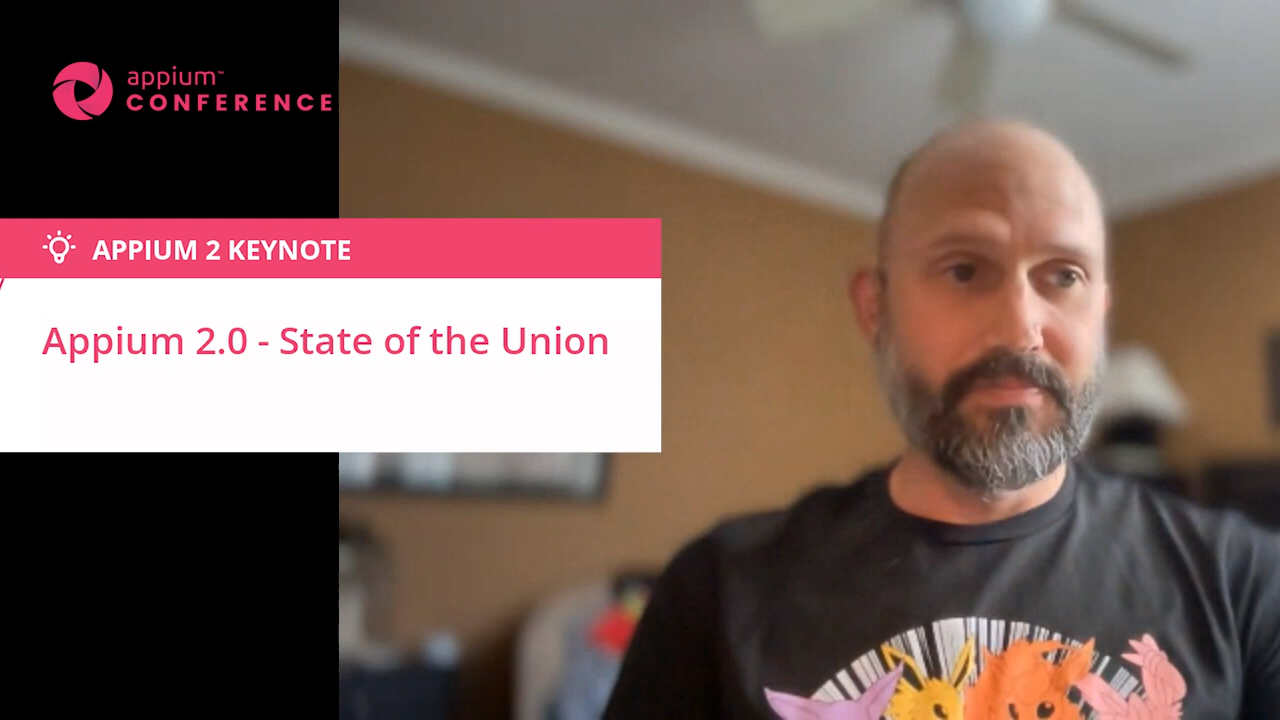 appium™
CONFERENCE
APPIUM 2 KEYNOTE
Appium 2.0 - State of the Union